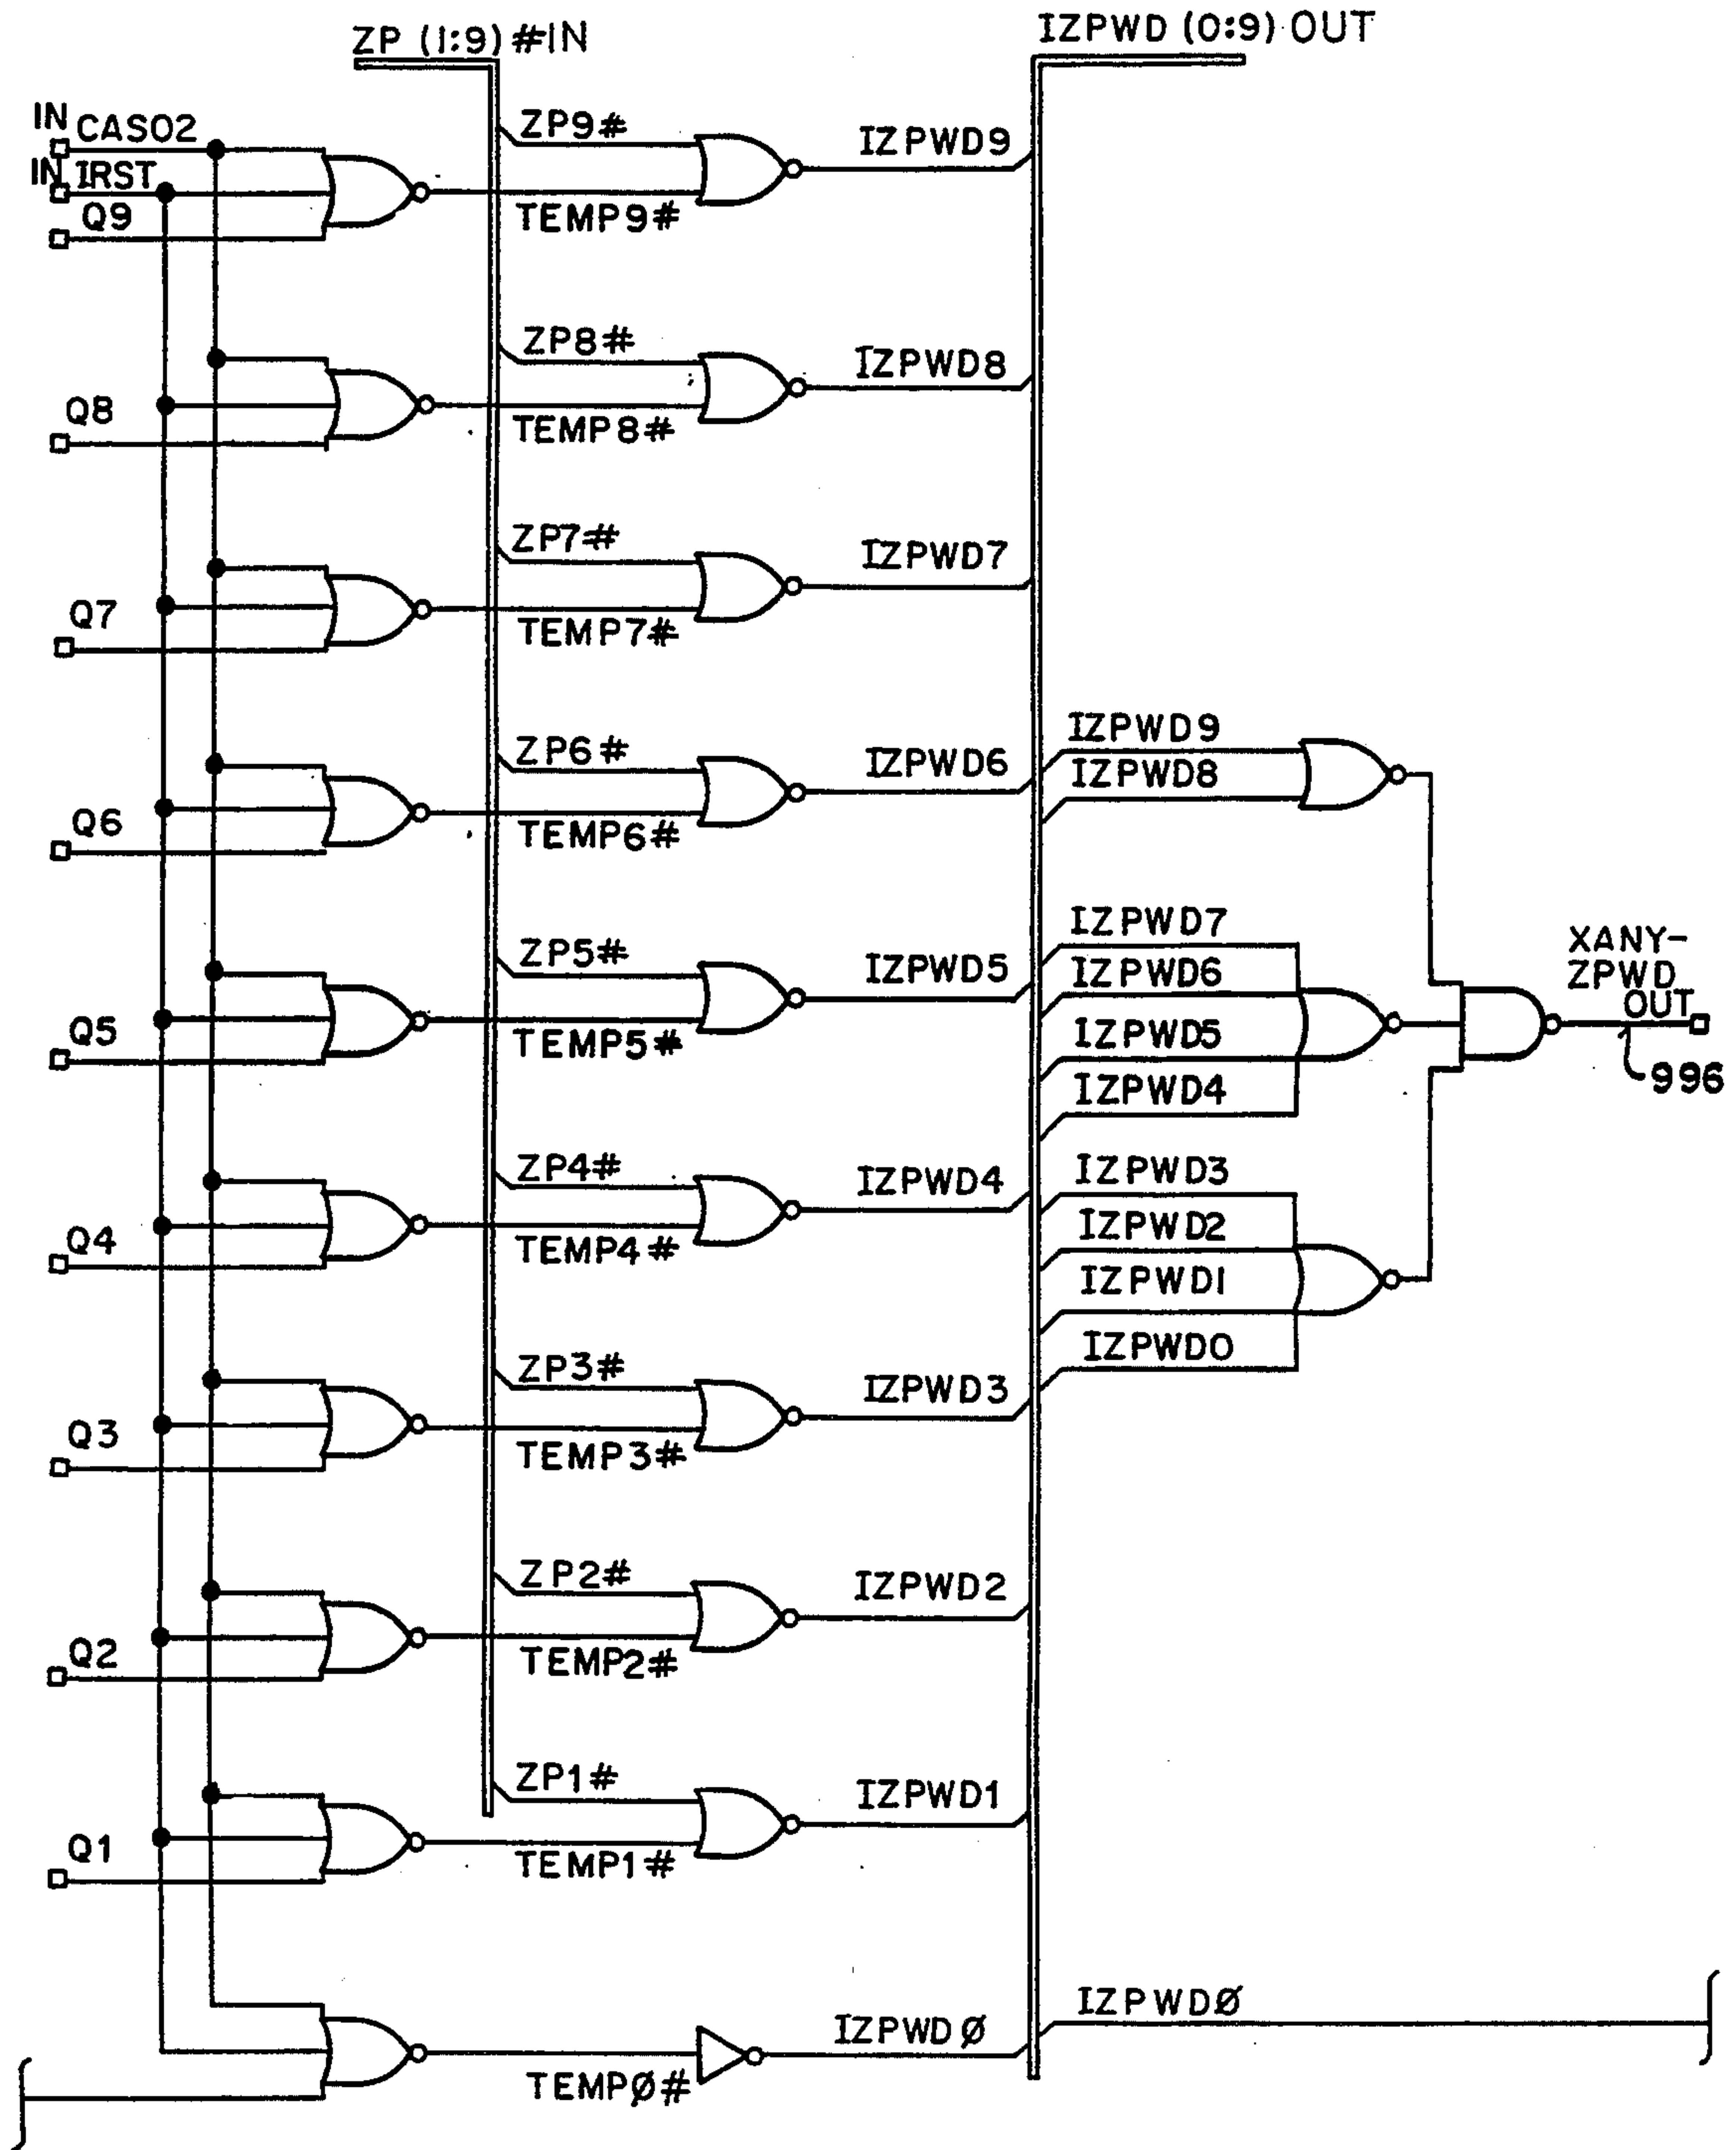 ZP (1:9) #IN
IZPWD (0:9) OUT
IN CASO2
IN IRST
Q9
ZP9#
TEMP9#
IZPWD9
Q8
ZP8#
TEMP8#
IZPWD8
Q7
ZP7#
TEMP7#
IZPWD7
Q6
ZP6#
TEMP6#
IZPWD6
IZPWD9
IZPWD8
Q5
ZP5#
TEMP5#
IZPWD5
IZPWD7
IZPWD6
IZPWD5
IZPWD4
XANY-
ZPWD
OUT
996
Q4
ZP4#
TEMP4#
IZPWD4
IZPWD3
IZPWD2
IZPWD1
IZPWD0
Q3
ZP3#
TEMP3#
IZPWD3
Q2
ZP2#
TEMP2#
IZPWD2
Q1
ZP1#
TEMP1#
IZPWD1
TEMPØ#
IZPWDØ
IZPWDØ